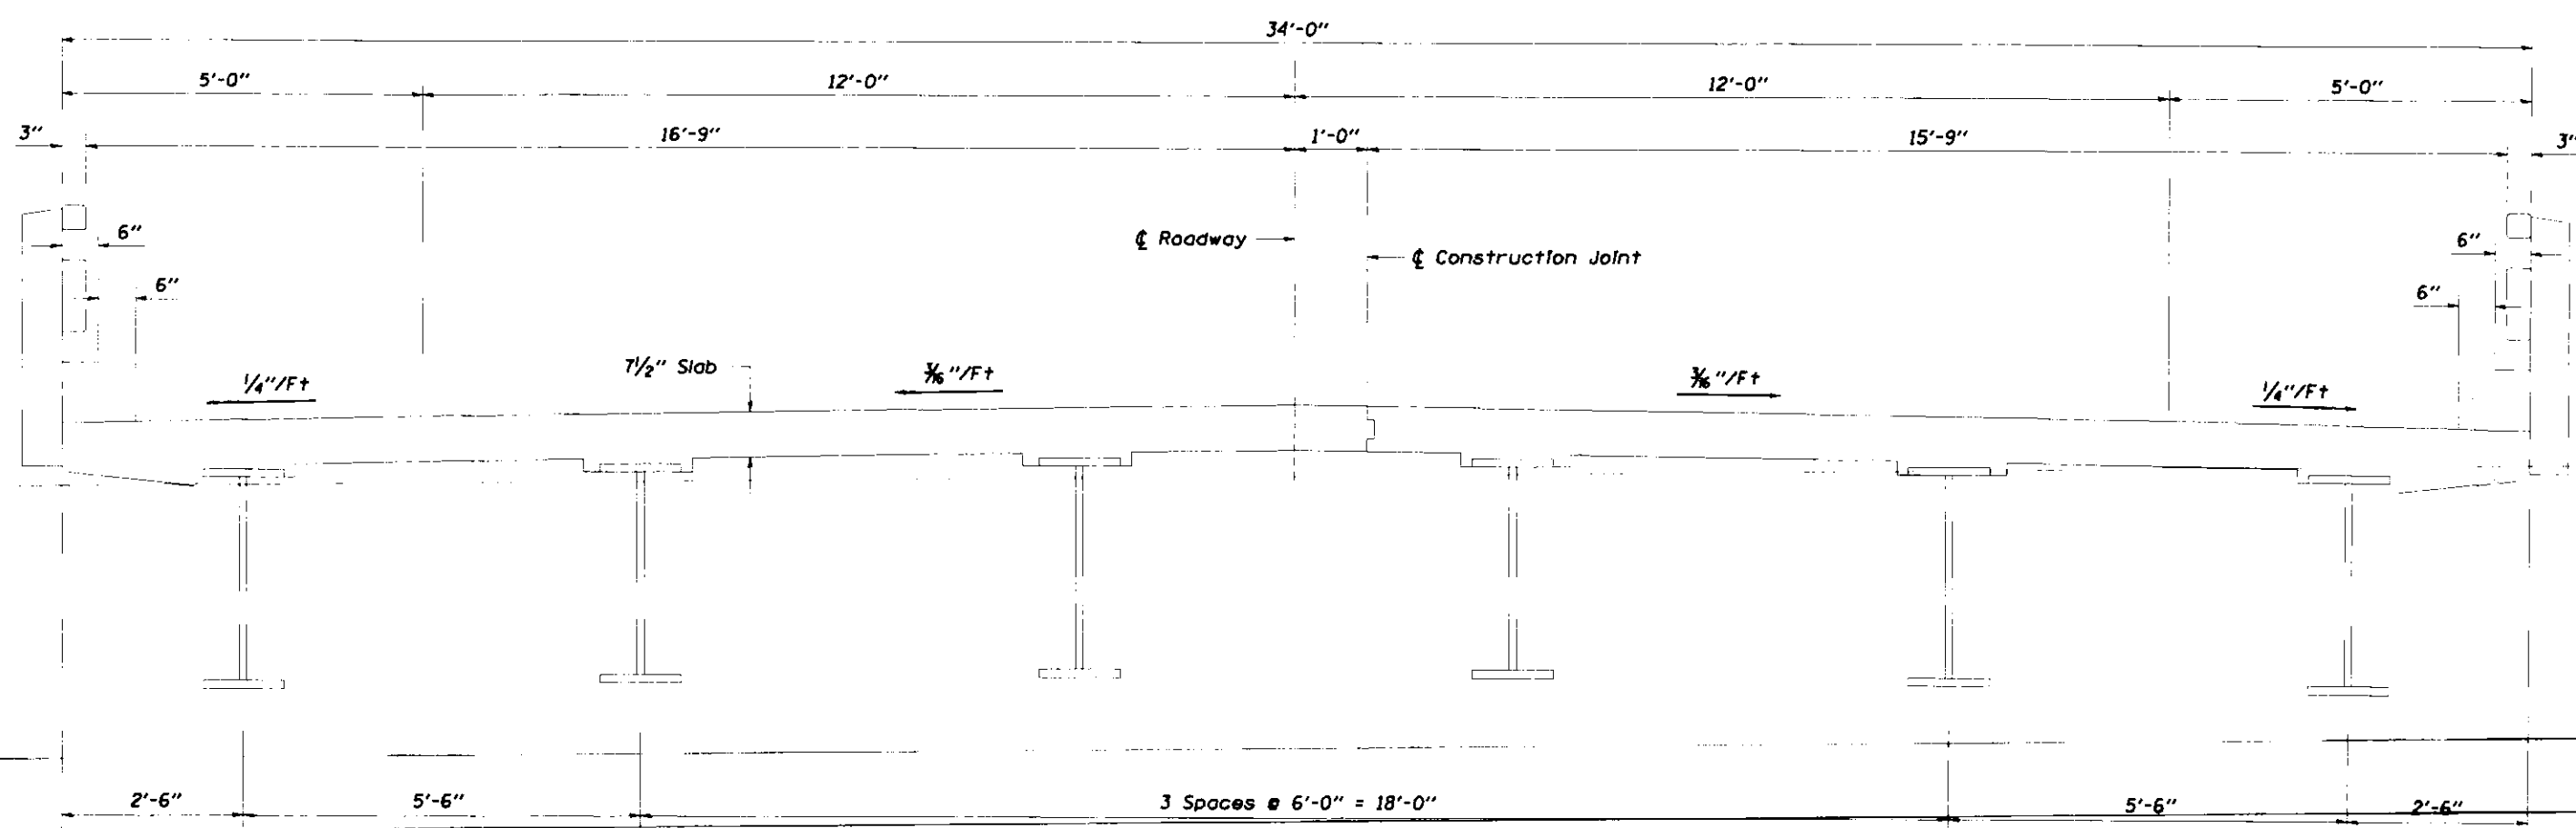 34'-0"
5'-0" 12'-0" 12'-0" 5'-0"
3" 16'-9" 1'-0" 15'-9" 3"
6" ℄ Roadway 6"
℄ Construction Joint
6" 6"
1/4"/Ft 7 1/2" Slab 3/16"/Ft 3/16"/Ft 1/4"/Ft
2'-6" 5'-6" 3 Spaces @ 6'-0" = 18'-0" 5'-6" 2'-6"